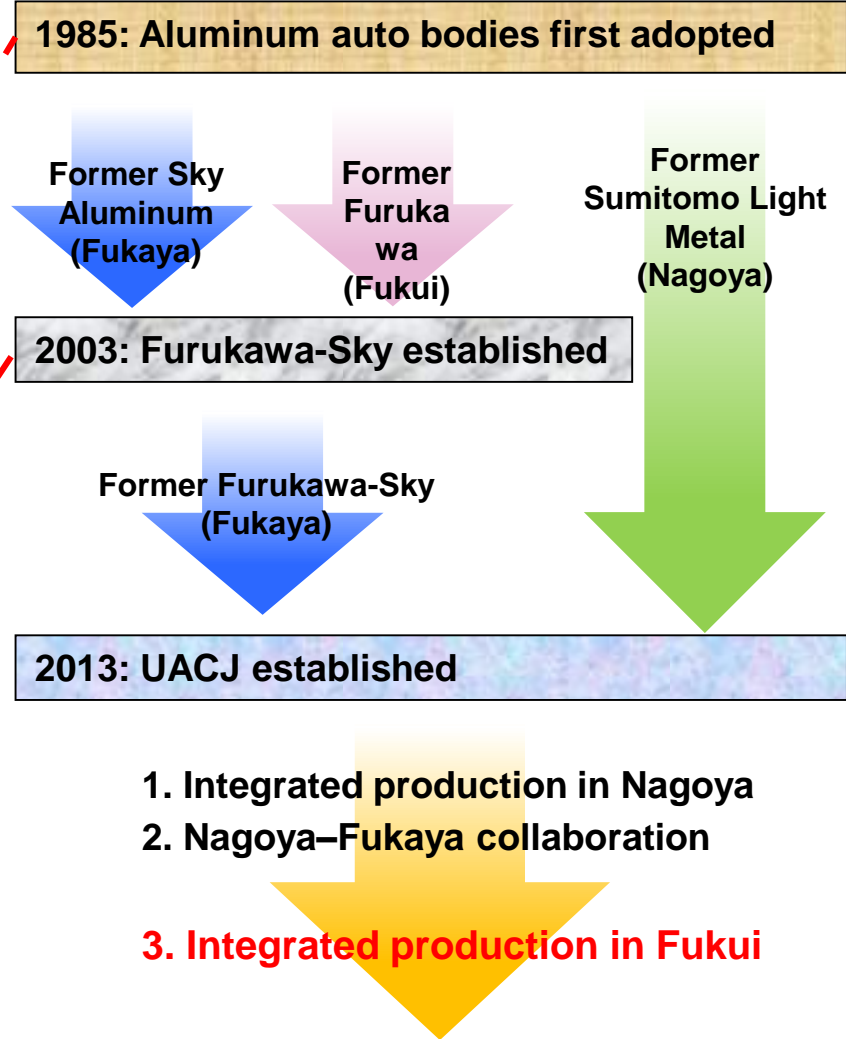 1985: Aluminum auto bodies first adopted
Former Sky
Aluminum
(Fukaya)
Former
Furuka
wa
(Fukui)
Former
Sumitomo Light
Metal
(Nagoya)
2003: Furukawa-Sky established
Former Furukawa-Sky
(Fukaya)
2013: UACJ established
1. Integrated production in Nagoya
2. Nagoya–Fukaya collaboration
3. Integrated production in Fukui